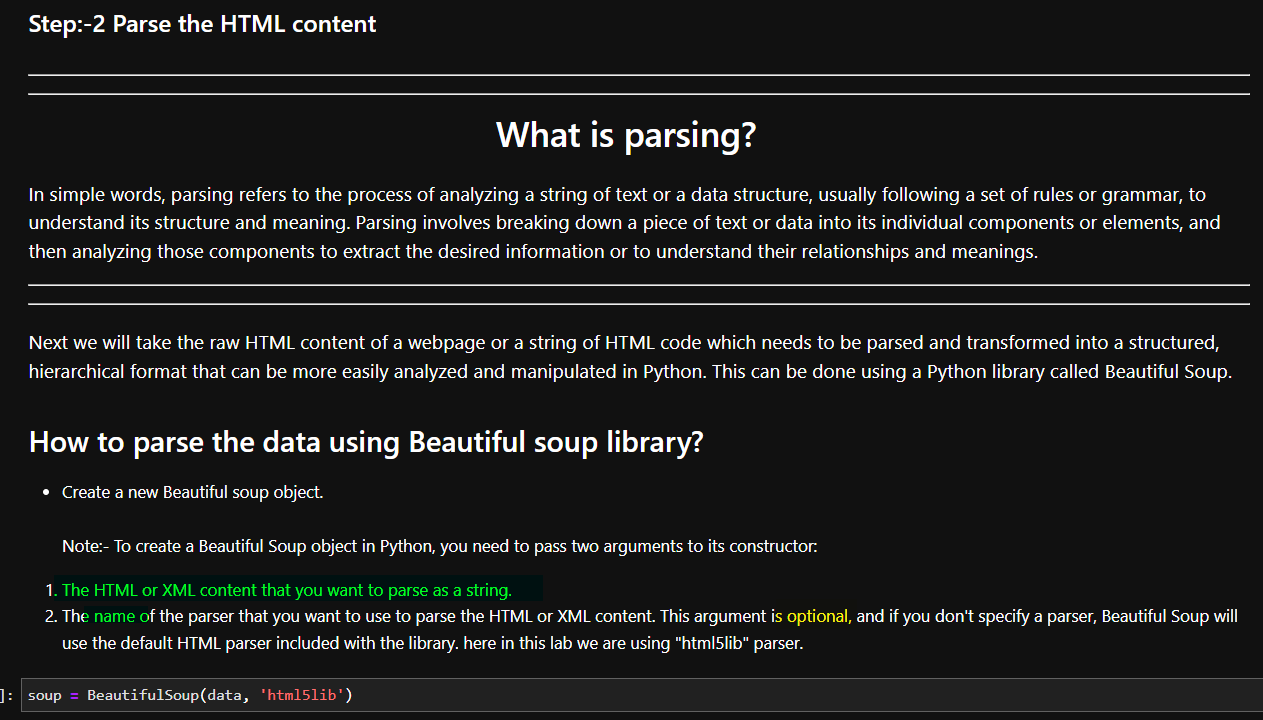 Step:-2 Parse the HTML content
What is parsing?
In simple words, parsing refers to the process of analyzing a string of text or a data structure, usually following a set of rules or grammar, to
understand its structure and meaning. Parsing involves breaking down a piece of text or data into its individual components or elements, and
then analyzing those components to extract the desired information or to understand their relationships and meanings.
Next we will take the raw HTML content of a webpage or a string of HTML code which needs to be parsed and transformed into a structured,
hierarchical format that can be more easily analyzed and manipulated in Python. This can be done using a Python library called Beautiful Soup.
How to parse the data using Beautiful soup library?
• Create a new Beautiful soup object.
Note:- To create a Beautiful Soup object in Python, you need to pass two arguments to its constructor:
1. The HTML or XML content that you want to parse as a string.
2. The name of the parser that you want to use to parse the HTML or XML content. This argument is optional, and if you don't specify a parser, Beautiful Soup will
use the default HTML parser included with the library. here in this lab we are using "html5lib" parser.
]: soup = BeautifulSoup(data, 'html5lib')